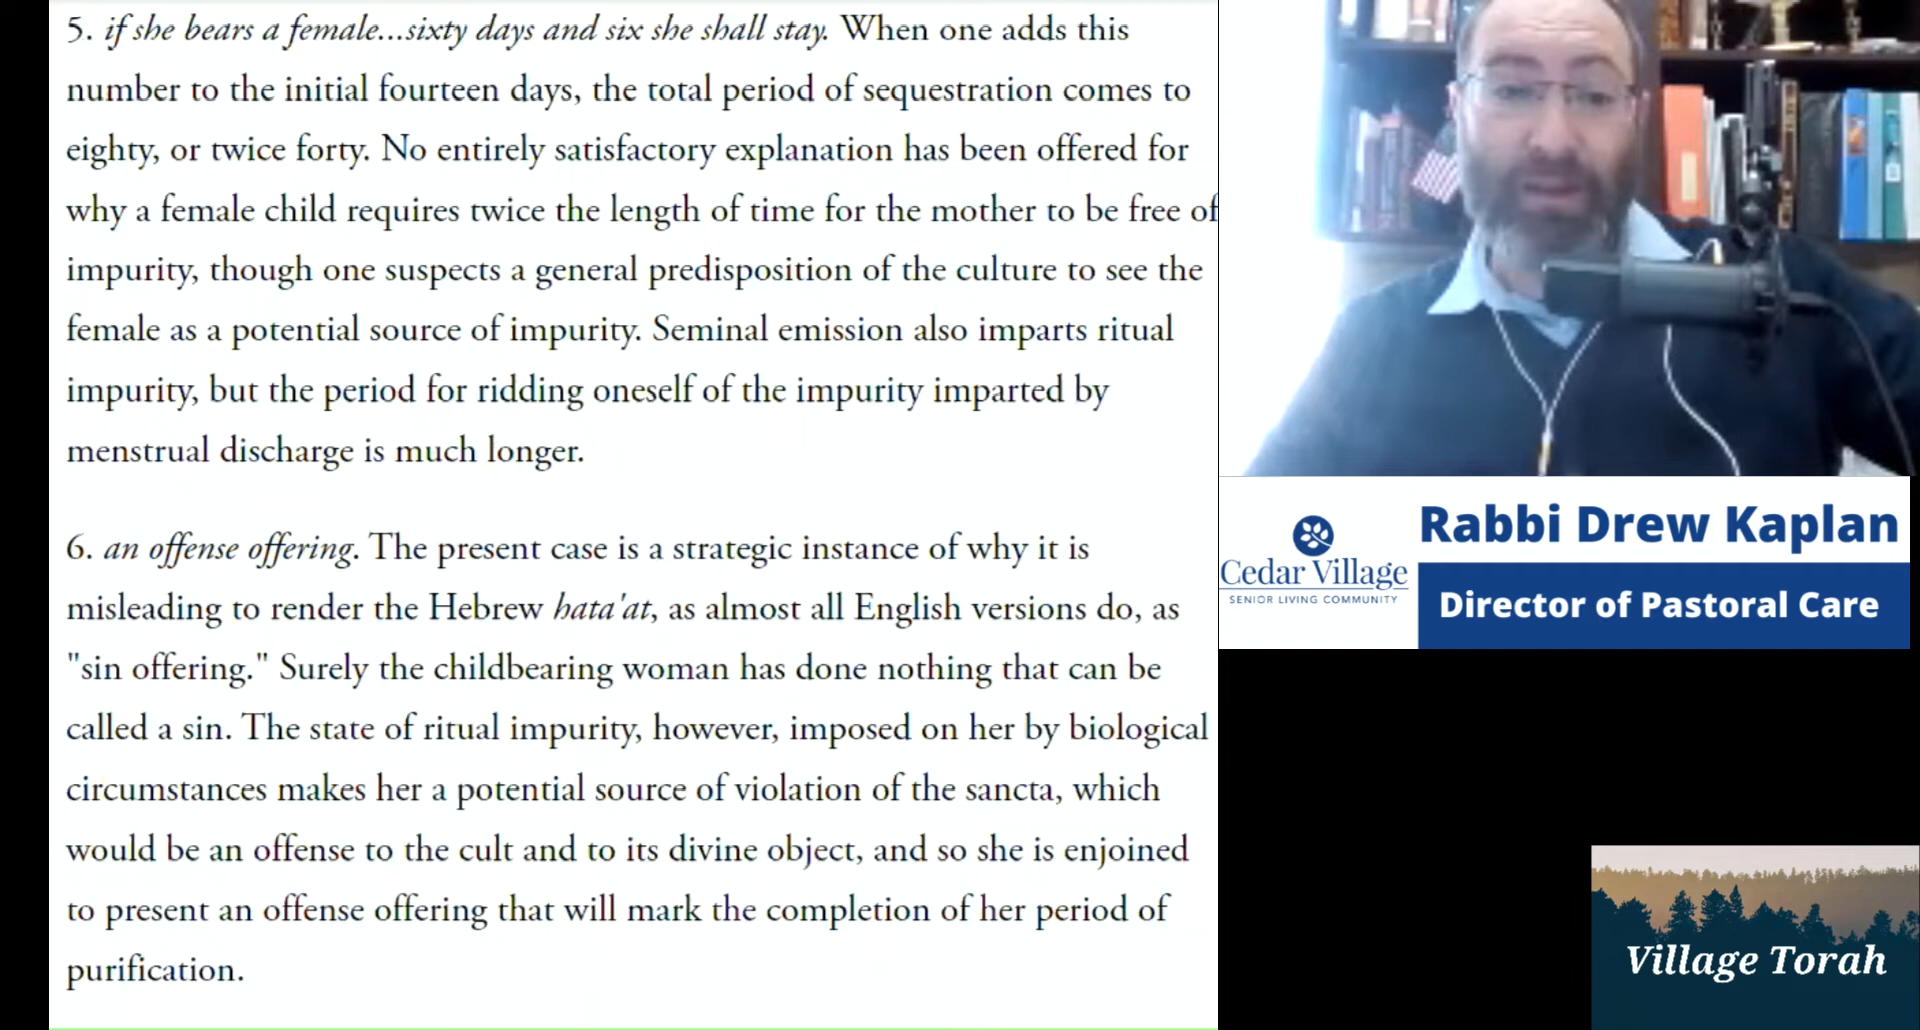 5. if she bears a female...sixty days and six she shall stay. When one adds this
number to the initial fourteen days, the total period of sequestration comes to
eighty, or twice forty. No entirely satisfactory explanation has been offered for
why a female child requires twice the length of time for the mother to be free of
impurity, though one suspects a general predisposition of the culture to see the
female as a potential source of impurity. Seminal emission also imparts ritual
impurity, but the period for ridding oneself of the impurity imparted by
menstrual discharge is much longer.
6. an offense offering. The present case is a strategic instance of why it is
misleading to render the Hebrew hata'at, as almost all English versions do, as
"sin offering." Surely the childbearing woman has done nothing that can be
called a sin. The state of ritual impurity, however, imposed on her by biological
circumstances makes her a potential source of violation of the sancta, which
would be an offense to the cult and to its divine object, and so she is enjoined
to present an offense offering that will mark the completion of her period of
purification.
Rabbi Drew Kaplan
Cedar Village
SENIOR LIVING COMMUNITY
Director of Pastoral Care
Village Torah